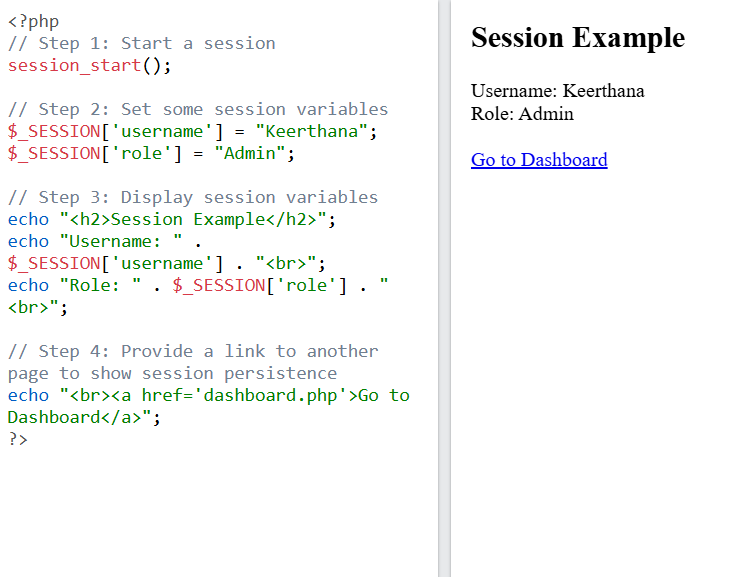 <?php
// Step 1: Start a session
session_start();
// Step 2: Set some session variables
$_SESSION['username'] = "Keerthana";
$_SESSION['role'] = "Admin";
// Step 3: Display session variables
echo "<h2>Session Example</h2>";
echo "Username: " .
$_SESSION['username'] . "<br>";
echo "Role: " . $_SESSION['role'] . "
<br>";
// Step 4: Provide a link to another
page to show session persistence
echo "<br><a href='dashboard.php'>Go to
Dashboard</a>";
?>
Session Example
Username: Keerthana
Role: Admin
Go to Dashboard